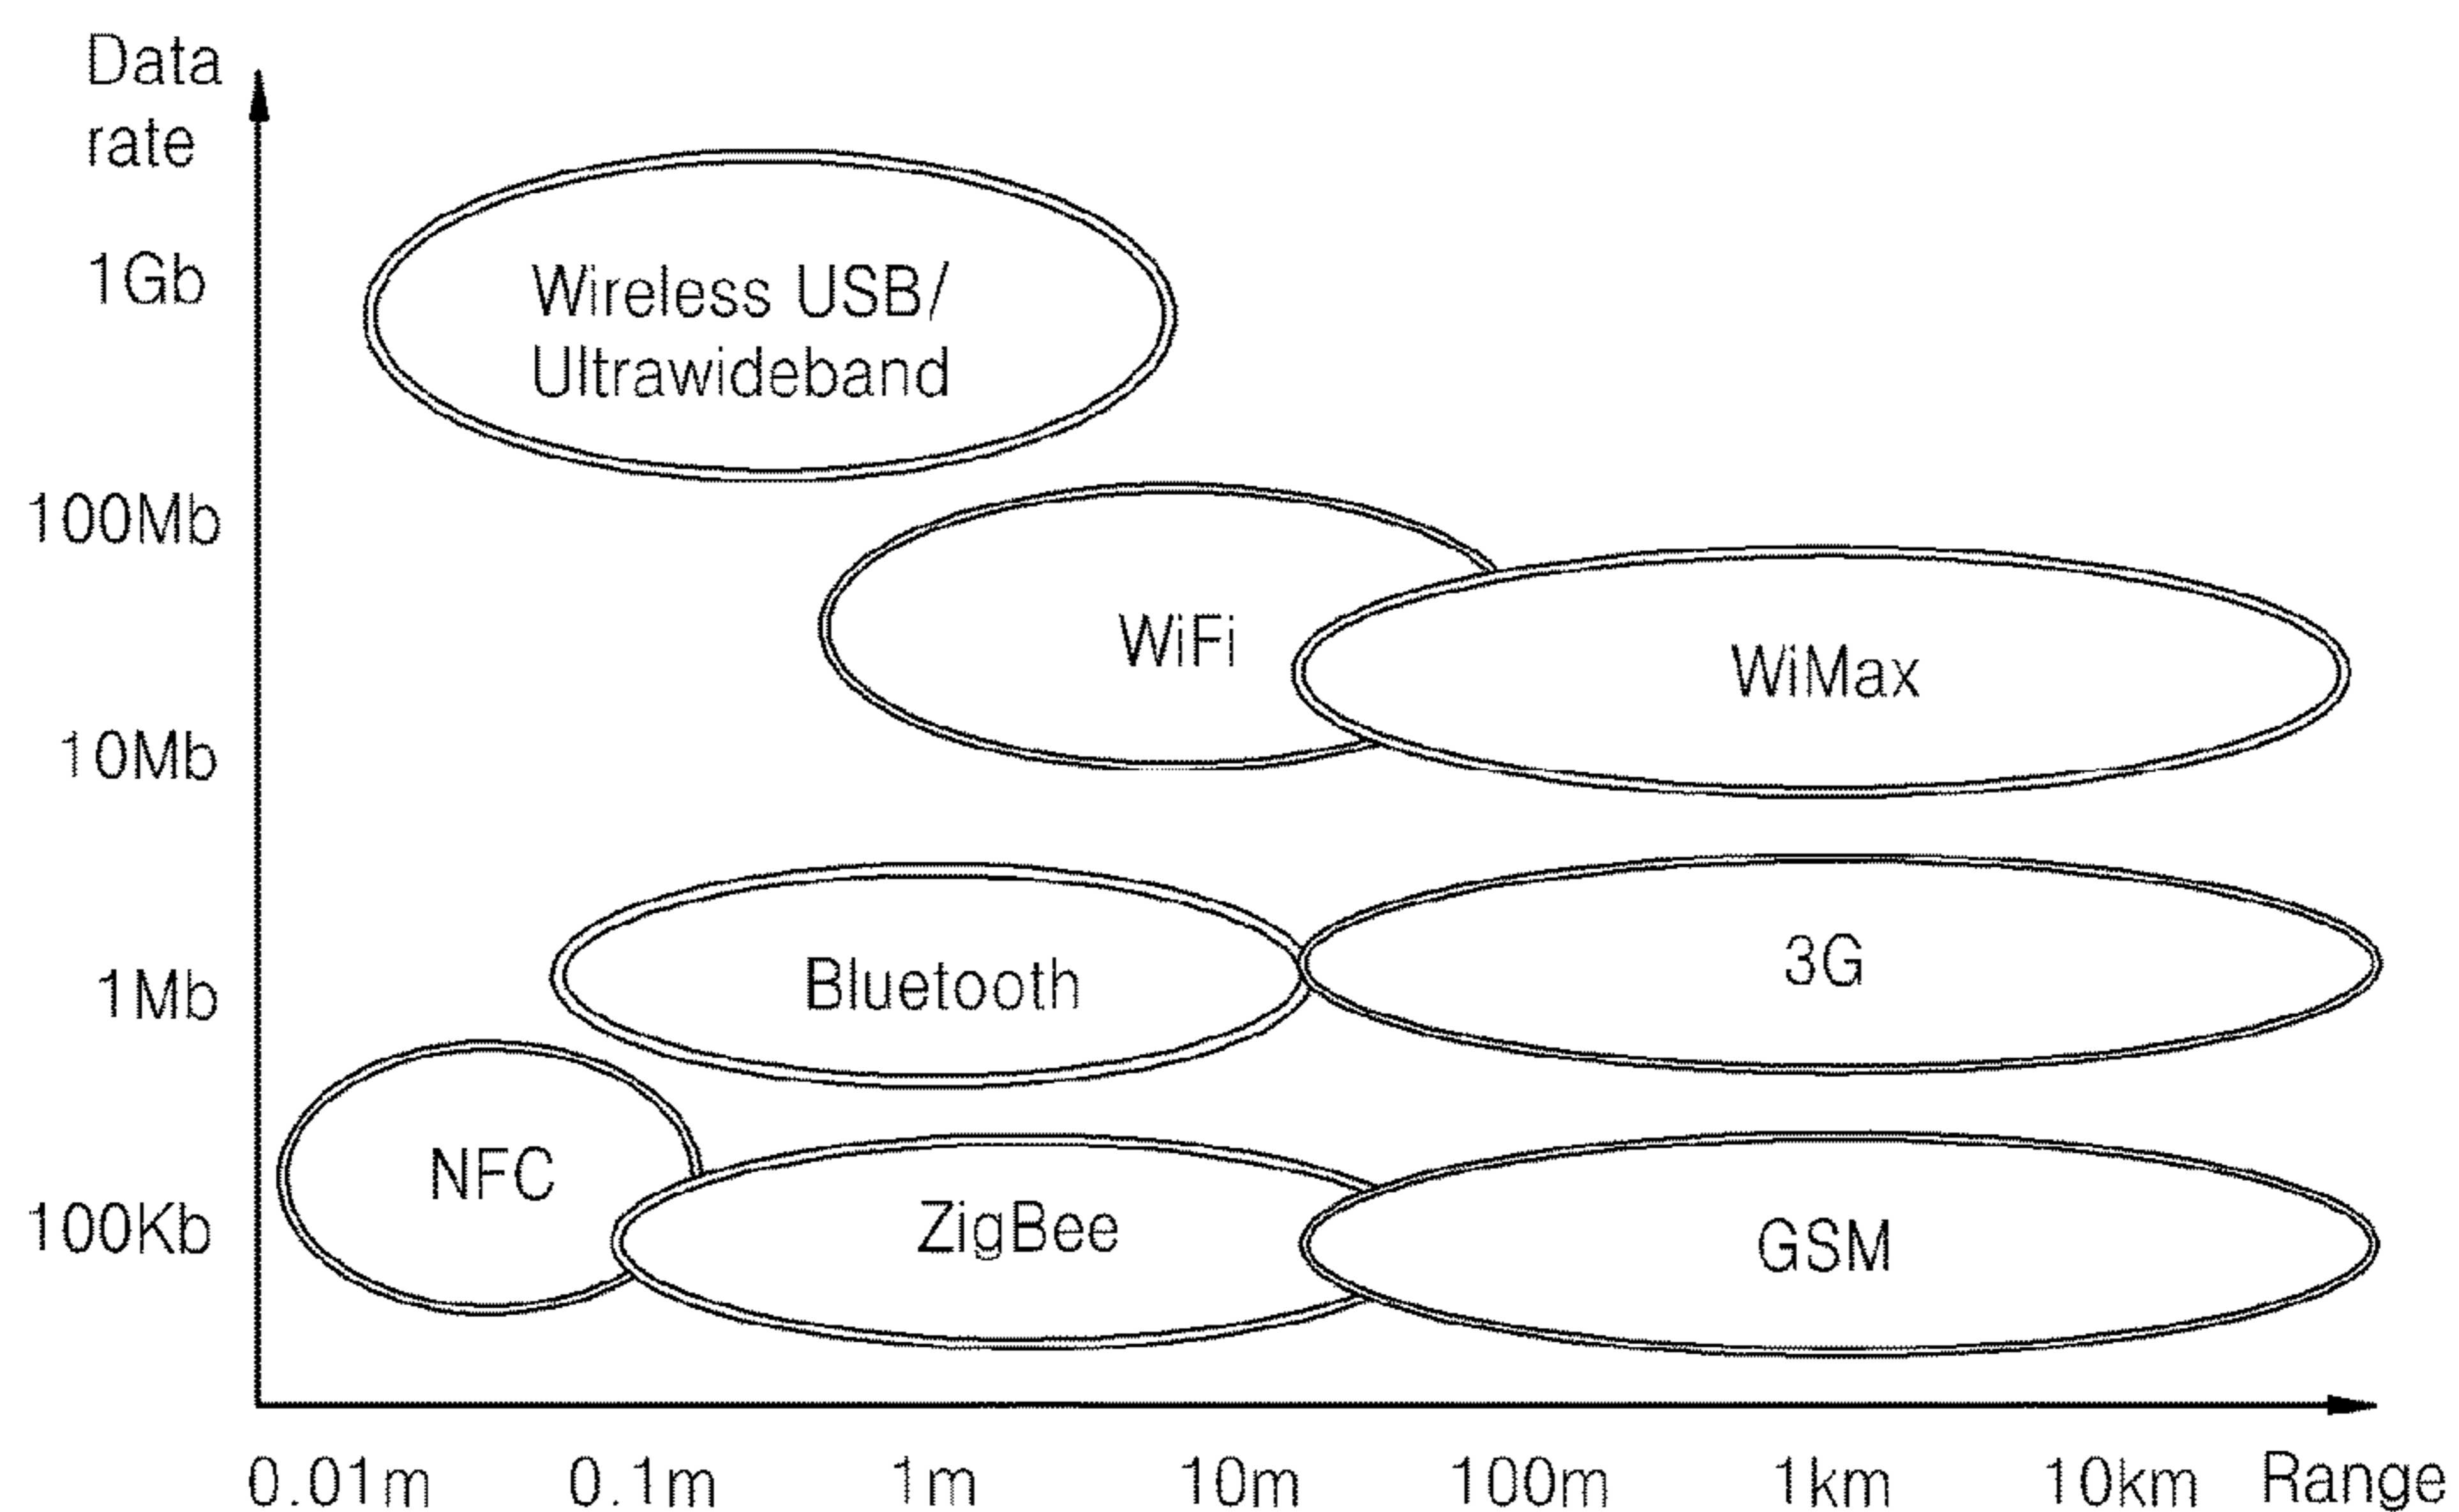 Data
rate
1Gb
Wireless USB/
Ultrawideband
100Mb
WiFi
WiMax
10Mb
1Mb
Bluetooth
3G
NFC
100Kb
ZigBee
GSM
0.01m 0.1m 1m 10m 100m 1km 10km Range